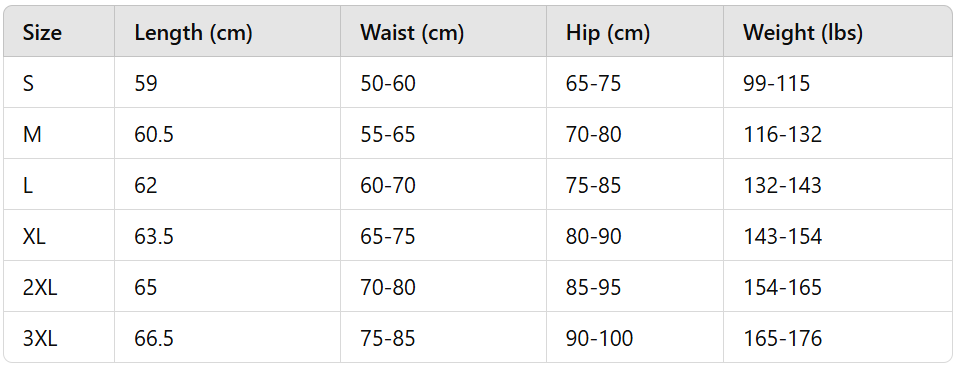 Size Length (cm) Waist (cm) Hip (cm) Weight (lbs)
S 59 50-60 65-75 99-115
M 60.5 55-65 70-80 116-132
L 62 60-70 75-85 132-143
XL 63.5 65-75 80-90 143-154
2XL 65 70-80 85-95 154-165
3XL 66.5 75-85 90-100 165-176